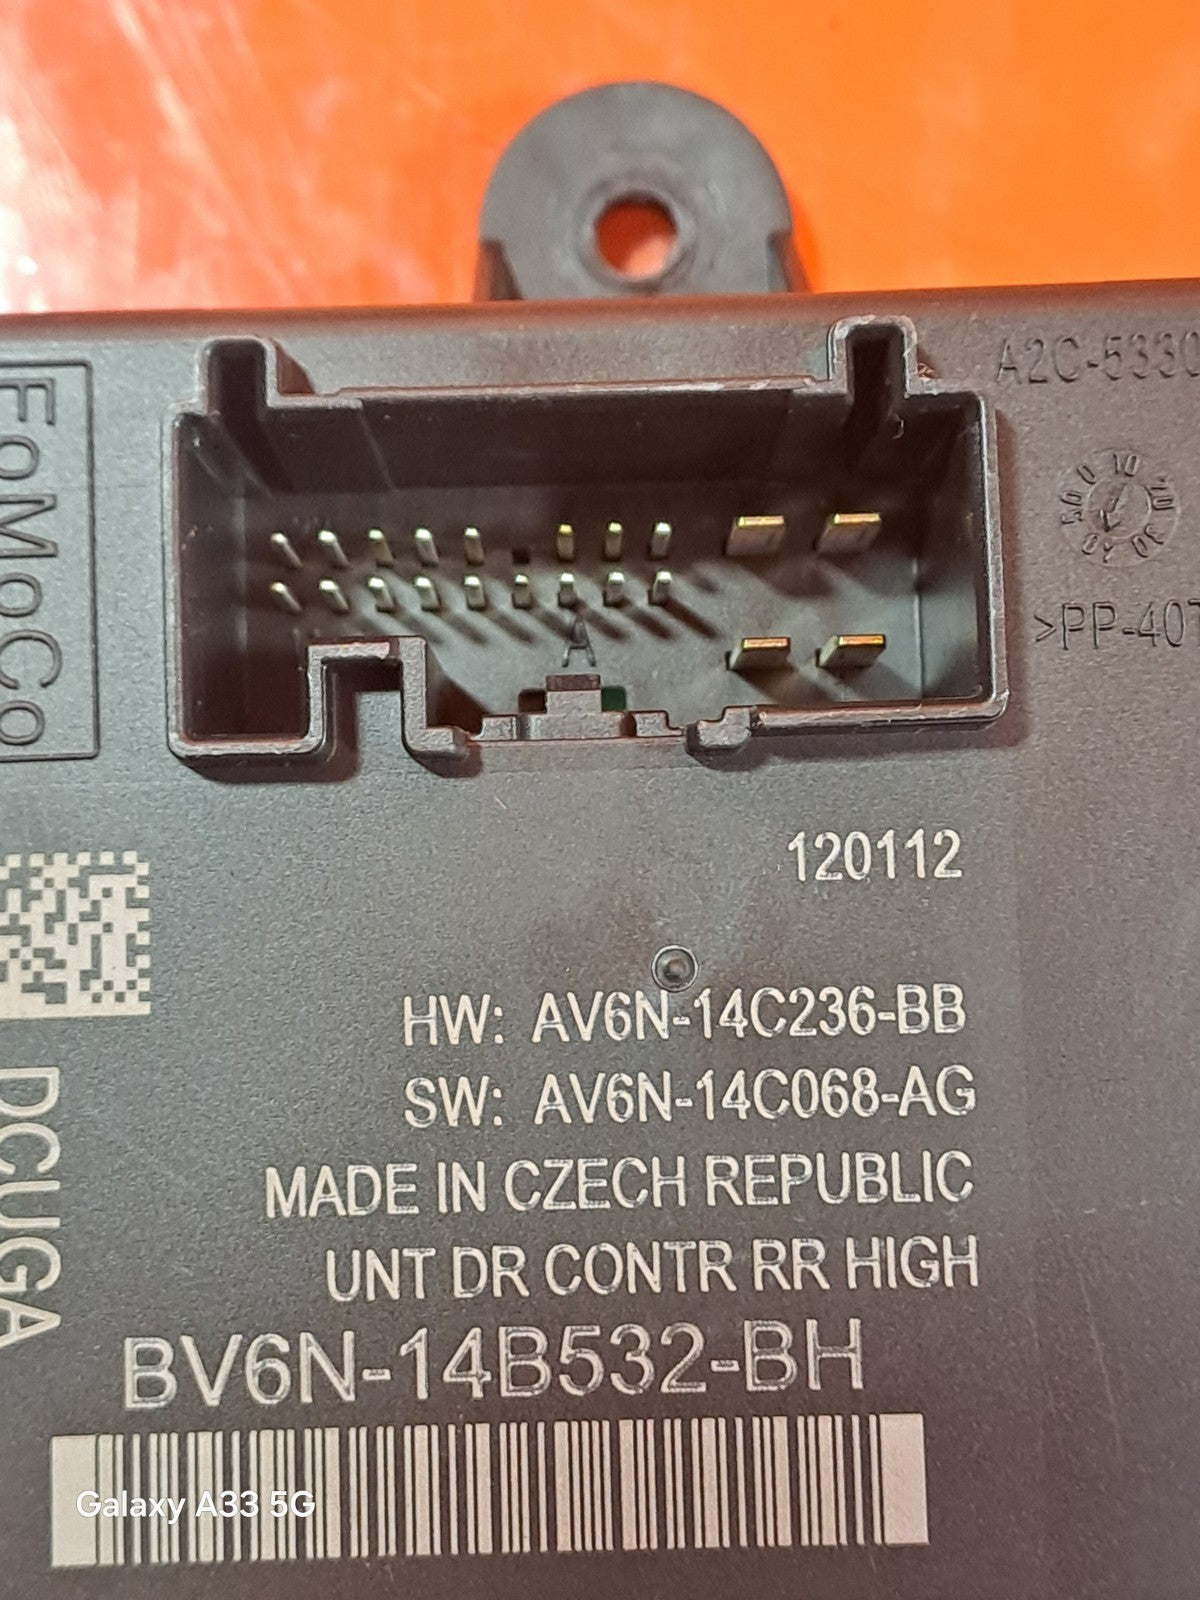 A2C-5330
FoMoCo
>PP-40T
A
120112
HW: AV6N-14C236-BB
SW: AV6N-14C068-AG
MADE IN CZECH REPUBLIC
UNT DR CONTR RR HIGH
DCUGA
BV6N-14B532-BH
Galaxy A33 5G